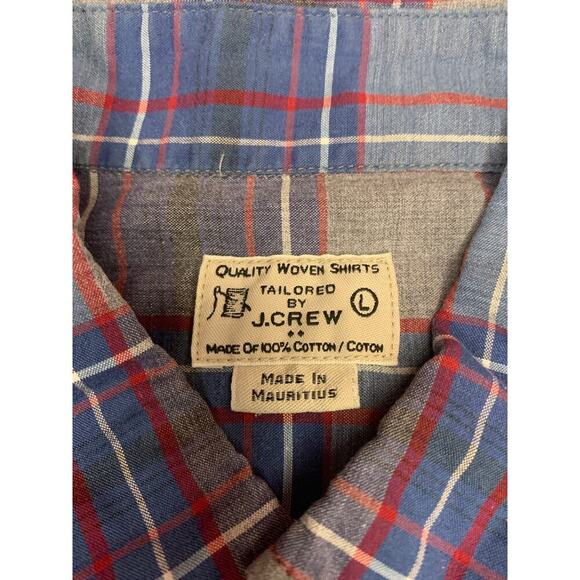 QUALITY WOVEN SHIRTS
TAILORED
BY
J.CREW
L
MADE OF 100% COTTON / COTON
MADE IN
MAURITIUS